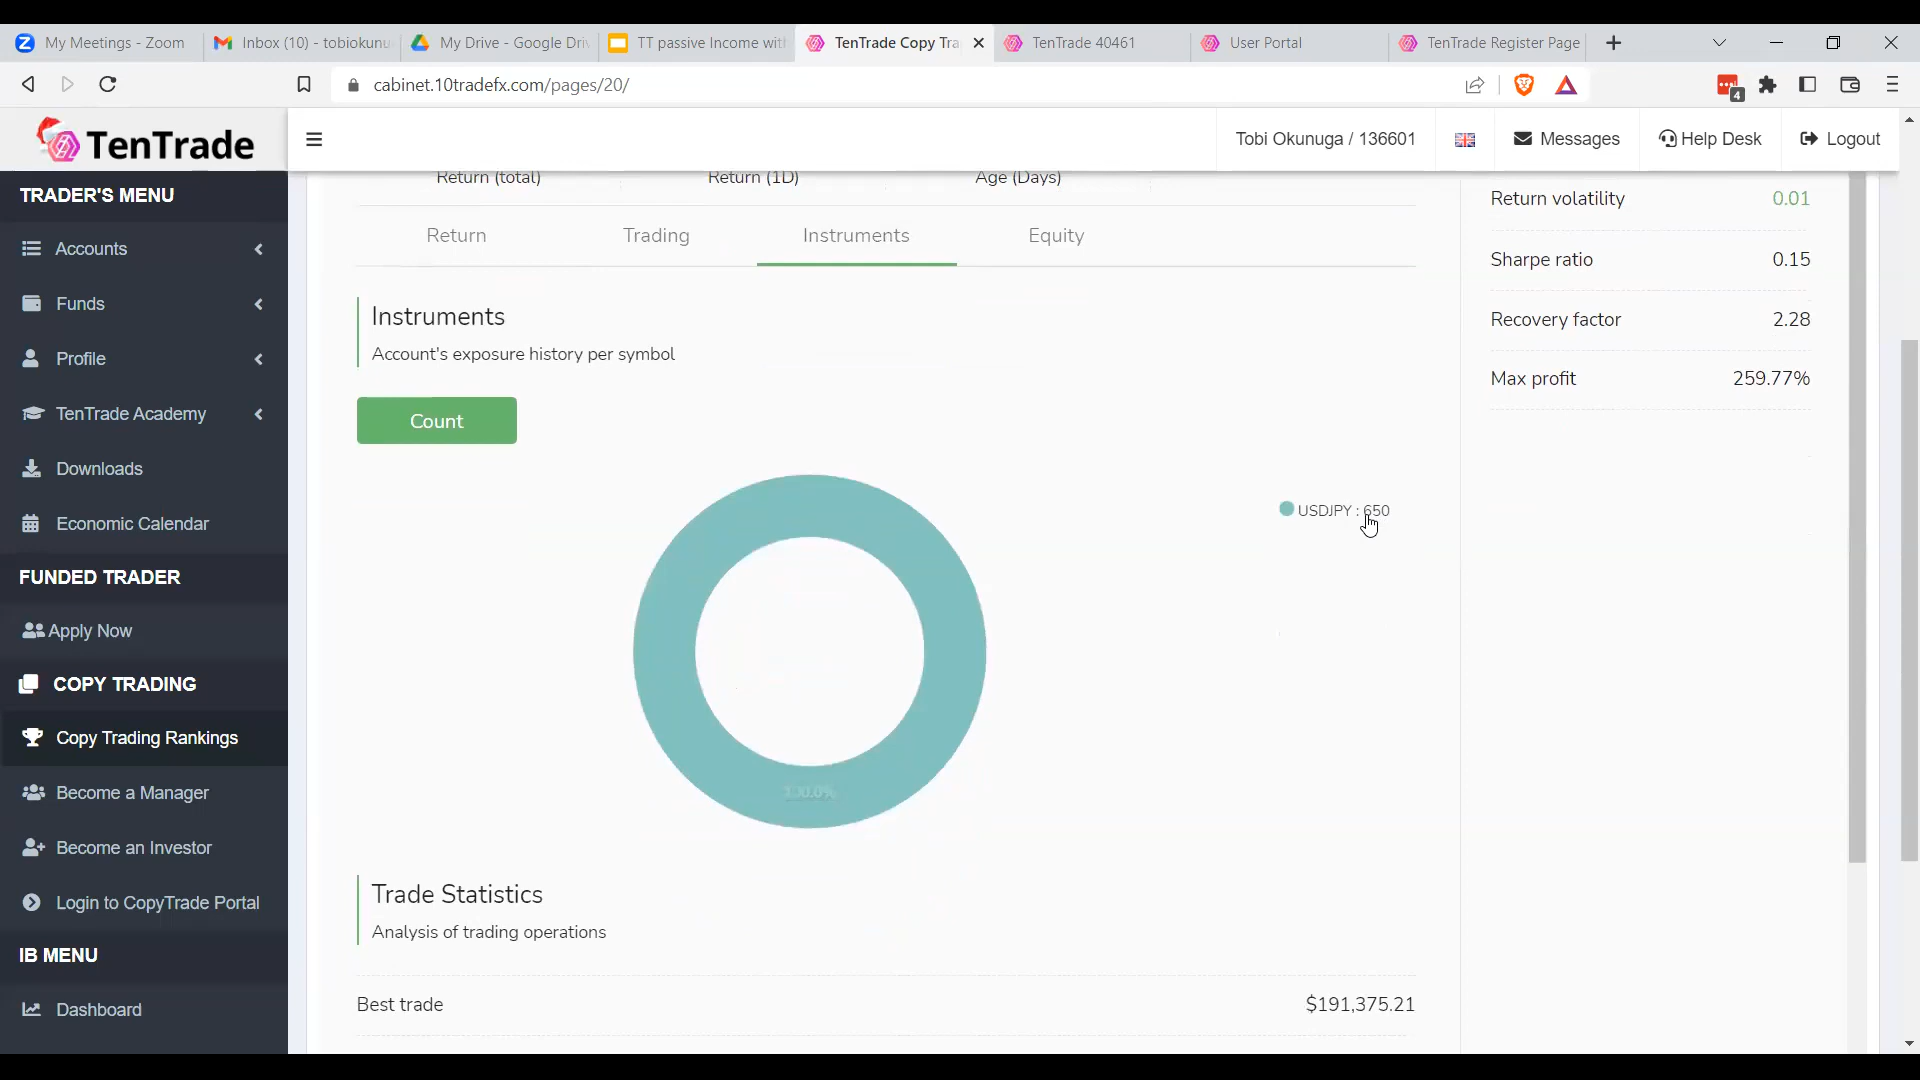 My Meetings - Zoom
Inbox (10) - tobiokunu
My Drive - Google Dri
TT passive Income wit
TenTrade Copy Tra
TenTrade 40461
User Portal
TenTrade Register Page
cabinet.10tradefx.com/pages/20/
4
TenTrade
Tobi Okunuga / 136601
Messages
Help Desk
Logout
TRADER'S MENU
Accounts
Funds
Profile
TenTrade Academy
Downloads
Economic Calendar
FUNDED TRADER
Apply Now
COPY TRADING
Copy Trading Rankings
Become a Manager
Become an Investor
Login to CopyTrade Portal
IB MENU
Dashboard
Return (total)
Return (1D)
Age (Days)
Return
Trading
Instruments
Equity
Instruments
Account's exposure history per symbol
Count
USDJPY : 650
100.0%
Trade Statistics
Analysis of trading operations
Best trade
$191,375.21
Return volatility
0.01
Sharpe ratio
0.15
Recovery factor
2.28
Max profit
259.77%